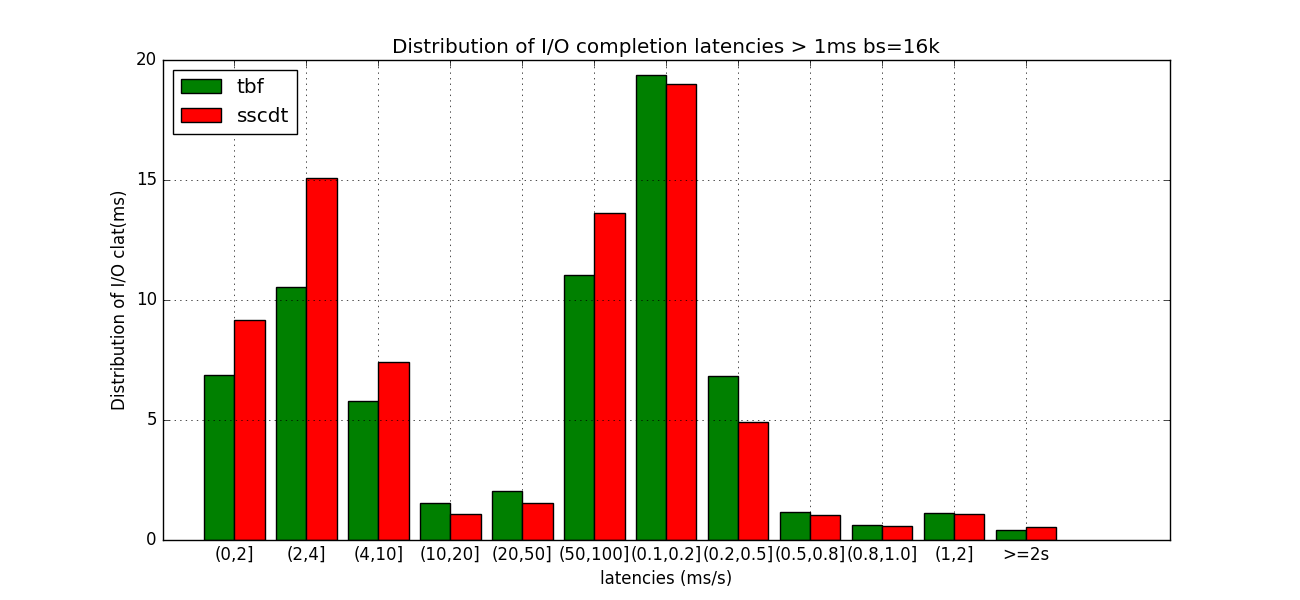 Distribution of I/O completion latencies > 1ms bs=16k
20
15
10
5
0
tbf
sscdt
Distribution of I/O clat(ms)
(0,2] (2,4] (4,10] (10,20] (20,50] (50,100] (0.1,0.2] (0.2,0.5] (0.5,0.8] (0.8,1.0] (1,2] >=2s
latencies (ms/s)